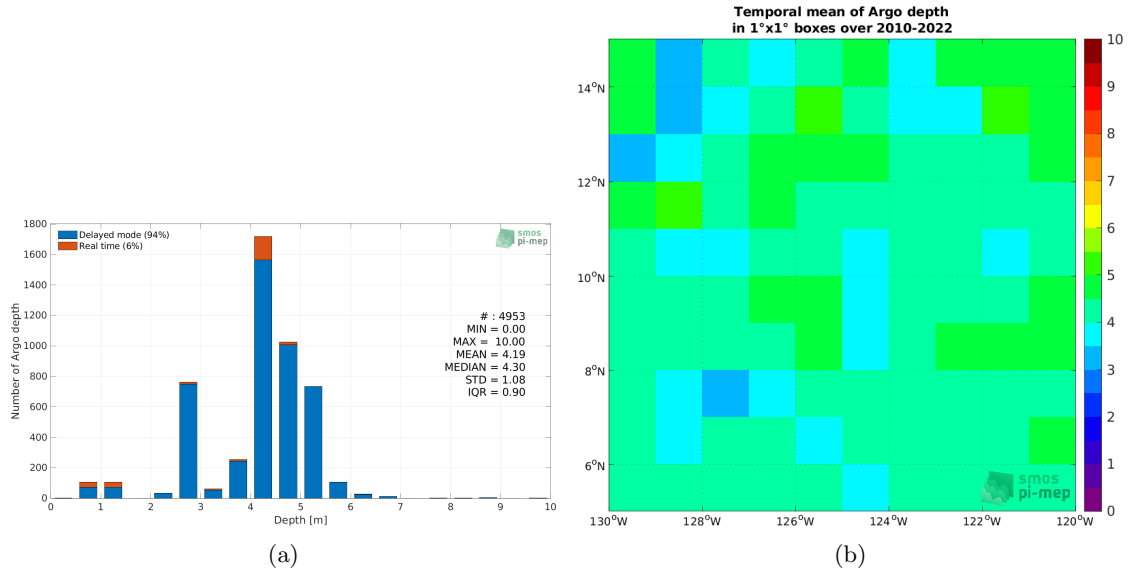 Delayed mode (94%)
Real time (6%)
smos
pi-mep
1800
1600
1400
1200
1000
800
600
400
200
0
Number of Argo depth
# : 4953
MIN = 0.00
MAX = 10.00
MEAN = 4.19
MEDIAN = 4.30
STD = 1.08
IQR = 0.90
0 1 2 3 4 5 6 7 8 9 10
Depth [m]
(a)
Temporal mean of Argo depth
in 1°x1° boxes over 2010-2022
14°N
12°N
10°N
8°N
6°N
130°W 128°W 126°W 124°W 122°W 120°W
smos
pi-mep
10
9
8
7
6
5
4
3
2
1
0
(b)